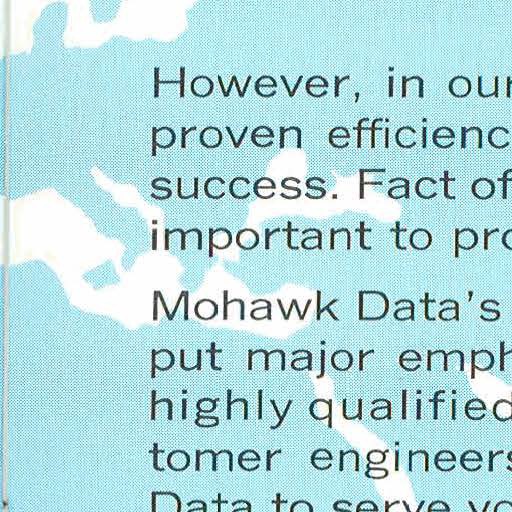 However, in our
proven efficienc
success. Fact of
important to pro
Mohawk Data's
put major emph
highly qualified
tomer engineers
Data to serve yo